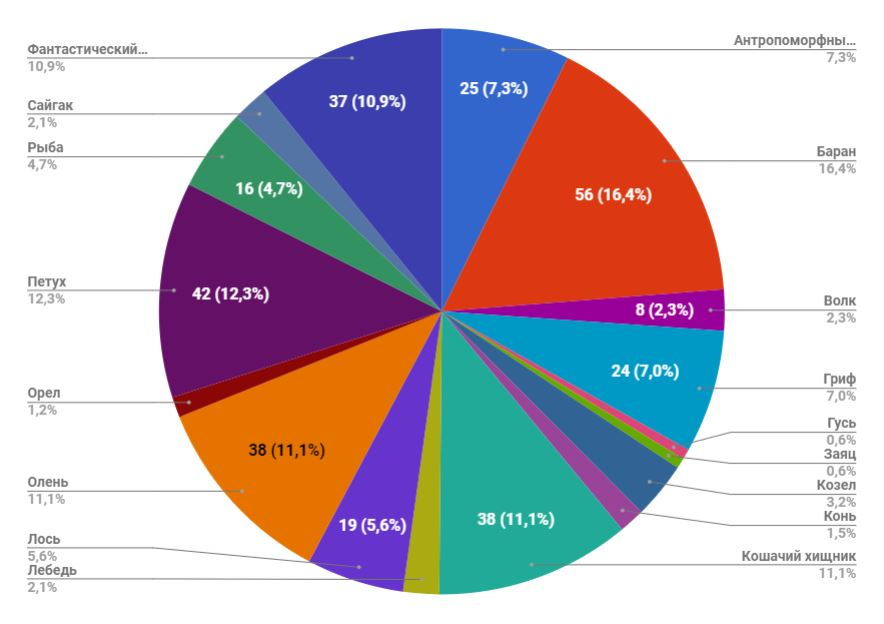 Фантастический...
10,9%
Сайгак
2,1%
Рыба
4,7%
Петух
12,3%
Орел
1,2%
Олень
11,1%
Лось
5,6%
Лебедь
2,1%
37 (10,9%)
25 (7,3%)
16 (4,7%)
56 (16,4%)
42 (12,3%)
8 (2,3%)
24 (7,0%)
38 (11,1%)
19 (5,6%)
38 (11,1%)
Антропоморфны...
7,3%
Баран
16,4%
Волк
2,3%
Гриф
7,0%
Гусь
0,6%
Заяц
0,6%
Козел
3,2%
Конь
1,5%
Кошачий хищник
11,1%